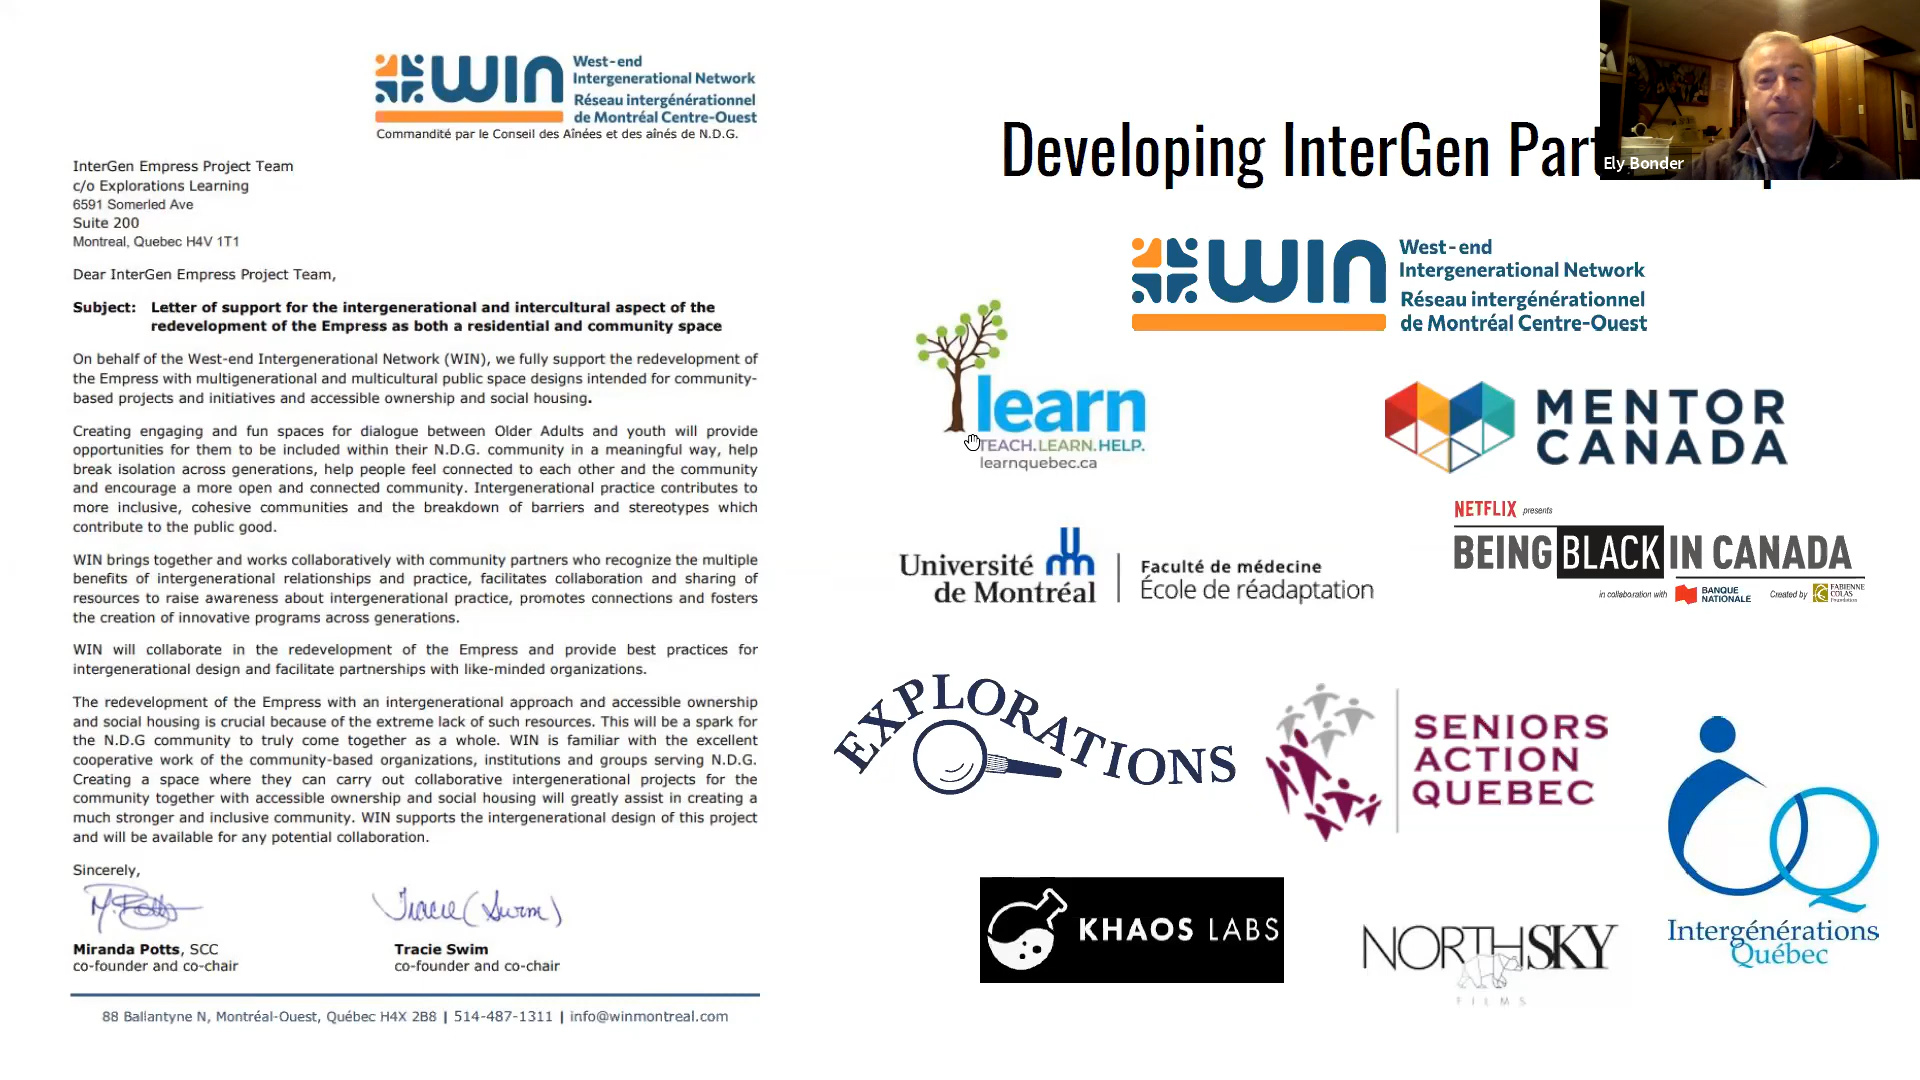 WIN West-end
Intergenerational Network
Réseau intergénérationnel
de Montréal Centre-Ouest
Commandité par le Conseil des Aînées et des aînés de N.D.G.
InterGen Empress Project Team
c/o Explorations Learning
6591 Somerled Ave
Suite 200
Montreal, Quebec H4V 1T1
Dear InterGen Empress Project Team,
Subject: Letter of support for the intergenerational and intercultural aspect of the
redevelopment of the Empress as both a residential and community space
On behalf of the West-end Intergenerational Network (WIN), we fully support the redevelopment of
the Empress with multigenerational and multicultural public space designs intended for community-
based projects and initiatives and accessible ownership and social housing.
Creating engaging and fun spaces for dialogue between Older Adults and youth will provide
opportunities for them to be included within their N.D.G. community in a meaningful way, help
break isolation across generations, help people feel connected to each other and the community
and encourage a more open and connected community. Intergenerational practice contributes to
more inclusive, cohesive communities and the breakdown of barriers and stereotypes which
contribute to the public good.
WIN brings together and works collaboratively with community partners who recognize the multiple
benefits of intergenerational relationships and practice, facilitates collaboration and sharing of
resources to raise awareness about intergenerational practice, promotes connections and fosters
the creation of innovative programs across generations.
WIN will collaborate in the redevelopment of the Empress and provide best practices for
intergenerational design and facilitate partnerships with like-minded organizations.
The redevelopment of the Empress with an intergenerational approach and accessible ownership
and social housing is crucial because of the extreme lack of such resources. This will be a spark for
the N.D.G community to truly come together as a whole. WIN is familiar with the excellent
cooperative work of the community-based organizations, institutions and groups serving N.D.G.
Creating a space where they can carry out collaborative intergenerational projects for the
community together with accessible ownership and social housing will greatly assist in creating a
much stronger and inclusive community. WIN supports the intergenerational design of this project
and will be available for any potential collaboration.
Sincerely,
M. Potts Tracie (Swim)
Miranda Potts, SCC Tracie Swim
co-founder and co-chair co-founder and co-chair
88 Ballantyne N, Montréal-Ouest, Québec H4X 2B8 | 514-487-1311 | info@winmontreal.com
Developing InterGen
Ely Bonder
WIN West-end
Intergenerational Network
Réseau intergénérationnel
de Montréal Centre-Ouest
learn
TEACH.LEARN.HELP.
learnquebec.ca
MENTOR
CANADA
Université
de Montréal
Faculté de médecine
École de réadaptation
NETFLIX presents
BEING BLACK IN CANADA
in collaboration with BANQUE
NATIONALE
Created by FABIENNE
COLAS
Foundation
EXPLORATIONS
SENIORS
ACTION
QUEBEC
Intergénérations
Québec
KHAOS LABS
NORTH SKY
FILMS